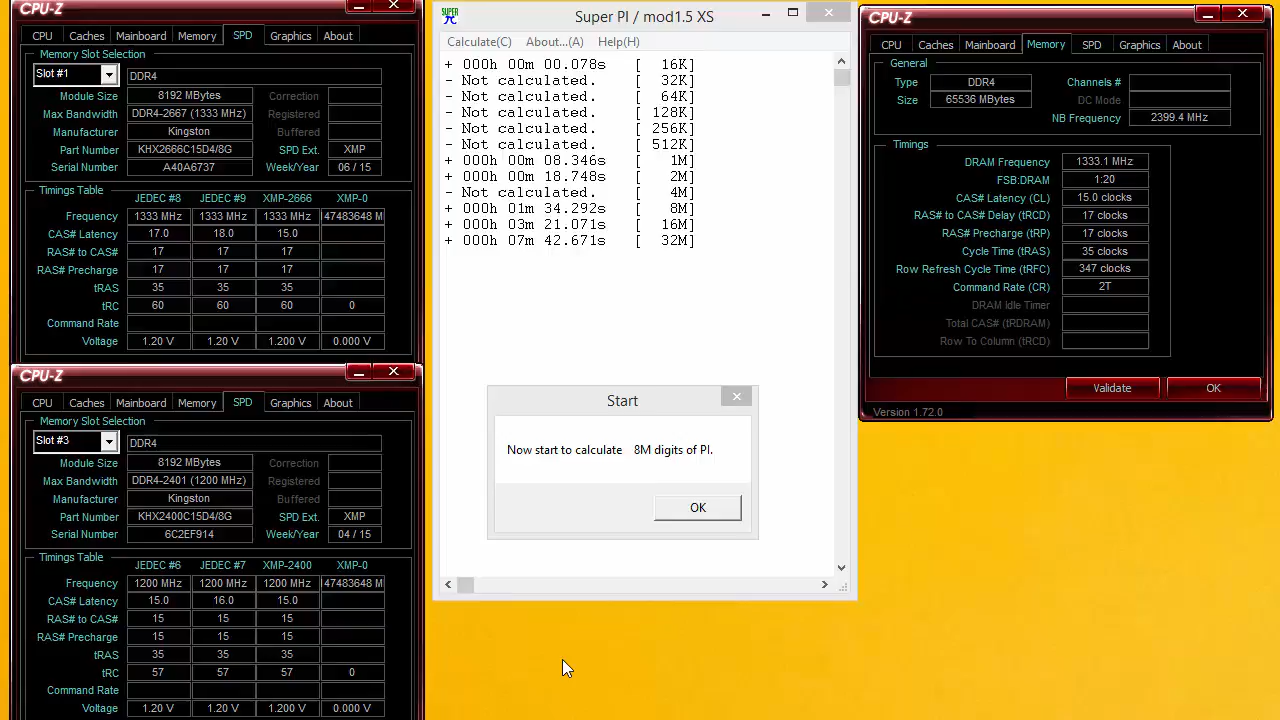 CPU-Z
CPU Caches Mainboard Memory SPD Graphics About
Memory Slot Selection
Slot #1 DDR4
Module Size 8192 MBytes Correction
Max Bandwidth DDR4-2667 (1333 MHz) Registered
Manufacturer Kingston Buffered
Part Number KHX2666C15D4/8G SPD Ext. XMP
Serial Number A40A6737 Week/Year 06 / 15
Timings Table
JEDEC #8 JEDEC #9 XMP-2666 XMP-0
Frequency 1333 MHz 1333 MHz 1333 MHz 47483648 M
CAS# Latency 17.0 18.0 15.0
RAS# to CAS# 17 17 17
RAS# Precharge 17 17 17
tRAS 35 35 35
tRC 60 60 60 0
Command Rate
Voltage 1.20 V 1.20 V 1.200 V 0.000 V
CPU-Z
CPU Caches Mainboard Memory SPD Graphics About
Memory Slot Selection
Slot #3 DDR4
Module Size 8192 MBytes Correction
Max Bandwidth DDR4-2401 (1200 MHz) Registered
Manufacturer Kingston Buffered
Part Number KHX2400C15D4/8G SPD Ext. XMP
Serial Number 6C2EF914 Week/Year 04 / 15
Timings Table
JEDEC #6 JEDEC #7 XMP-2400 XMP-0
Frequency 1200 MHz 1200 MHz 1200 MHz 47483648 M
CAS# Latency 15.0 16.0 15.0
RAS# to CAS# 15 15 15
RAS# Precharge 15 15 15
tRAS 35 35 35
tRC 57 57 57 0
Command Rate
Voltage 1.20 V 1.20 V 1.200 V 0.000 V
SUPER π Super PI / mod1.5 XS
Calculate(C) About...(A) Help(H)
+ 000h 00m 00.078s [ 16K]
- Not calculated. [ 32K]
- Not calculated. [ 64K]
- Not calculated. [ 128K]
- Not calculated. [ 256K]
- Not calculated. [ 512K]
+ 000h 00m 08.346s [ 1M]
+ 000h 00m 18.748s [ 2M]
- Not calculated. [ 4M]
+ 000h 01m 34.292s [ 8M]
+ 000h 03m 21.071s [ 16M]
+ 000h 07m 42.671s [ 32M]
Start
Now start to calculate 8M digits of PI.
OK
CPU-Z
CPU Caches Mainboard Memory SPD Graphics About
General
Type DDR4 Channels #
Size 65536 MBytes DC Mode
NB Frequency 2399.4 MHz
Timings
DRAM Frequency 1333.1 MHz
FSB:DRAM 1:20
CAS# Latency (CL) 15.0 clocks
RAS# to CAS# Delay (tRCD) 17 clocks
RAS# Precharge (tRP) 17 clocks
Cycle Time (tRAS) 35 clocks
Row Refresh Cycle Time (tRFC) 347 clocks
Command Rate (CR) 2T
DRAM Idle Timer
Total CAS# (tRDRAM)
Row To Column (tRCD)
Validate OK
Version 1.72.0